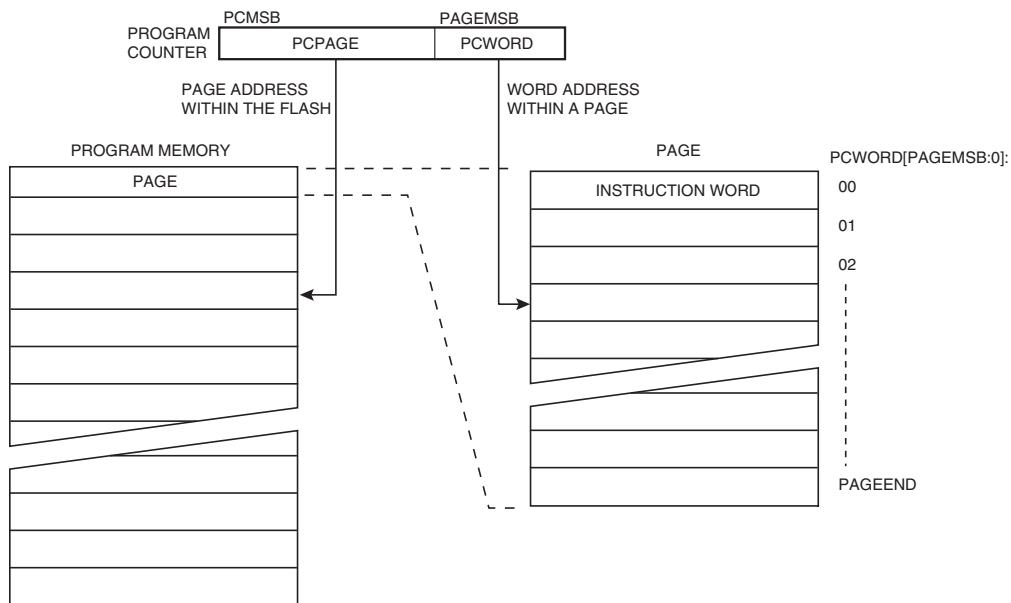 PCMSB
PAGEMSB
PROGRAM
COUNTER
PCPAGE
PCWORD
PAGE ADDRESS
WITHIN THE FLASH
WORD ADDRESS
WITHIN A PAGE
PROGRAM MEMORY
PAGE
PAGE
INSTRUCTION WORD
PCWORD[PAGEMSB:0]:
00
01
02
PAGEEND